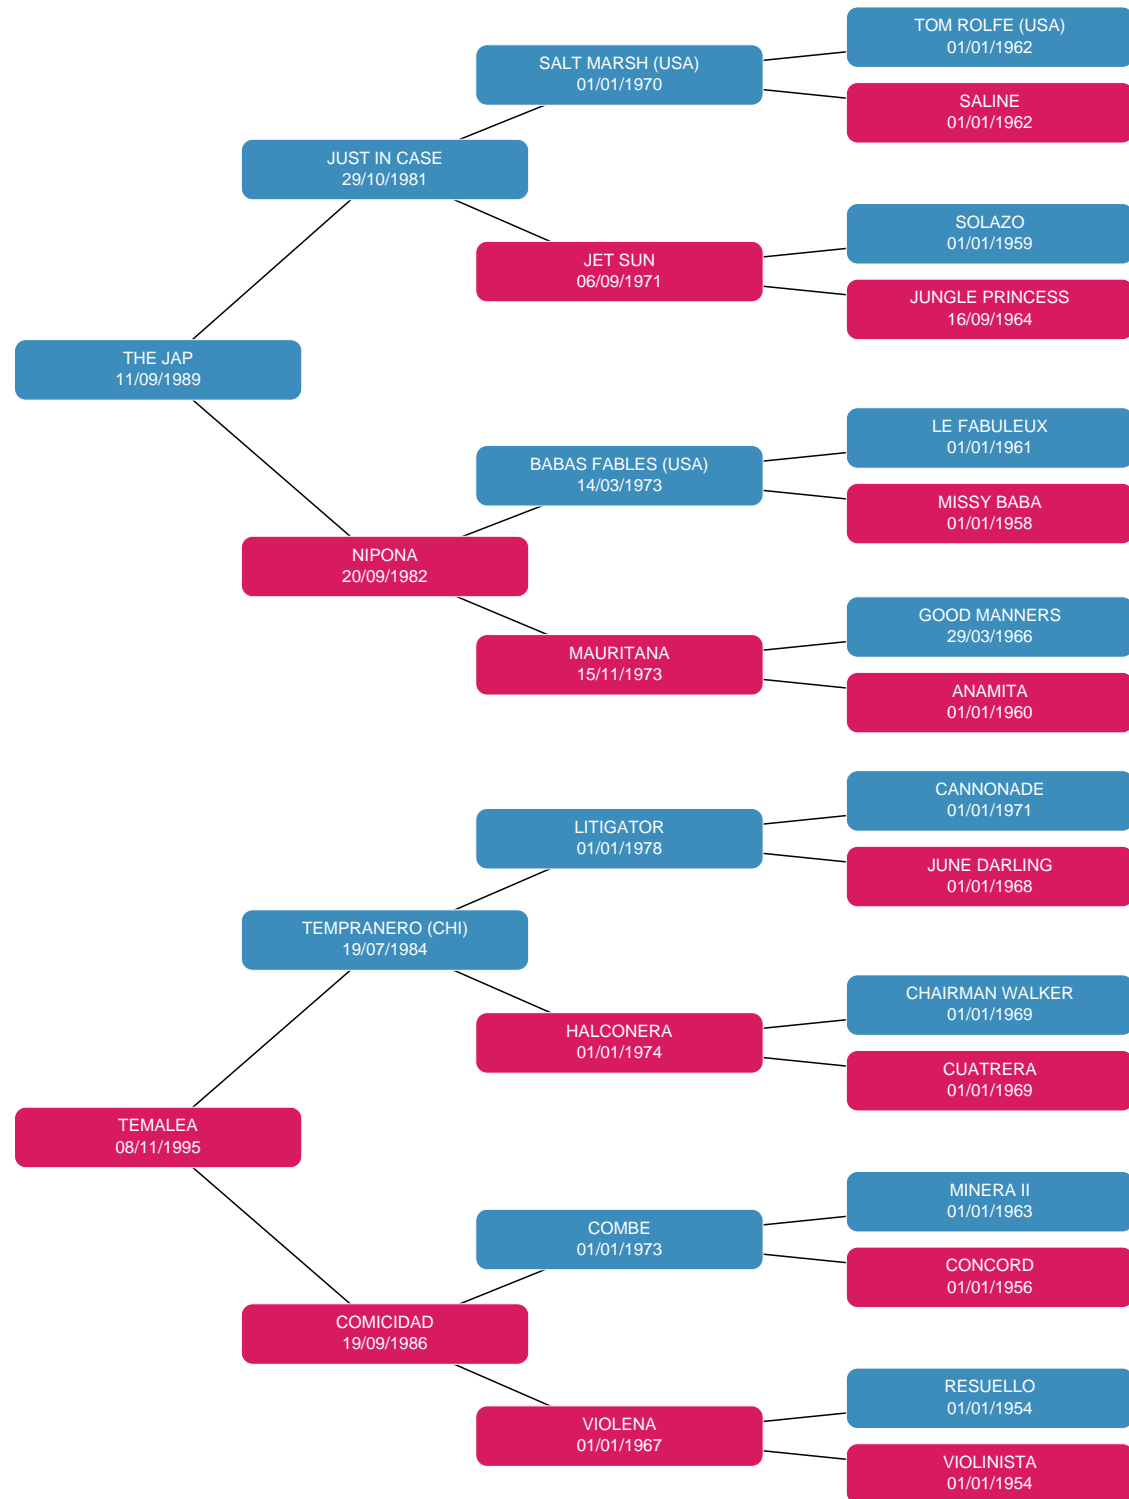 TOM ROLFE (USA)
01/01/1962
SALT MARSH (USA)
01/01/1970
SALINE
01/01/1962
JUST IN CASE
29/10/1981
SOLAZO
01/01/1959
JET SUN
06/09/1971
JUNGLE PRINCESS
16/09/1964
THE JAP
11/09/1989
LE FABULEUX
01/01/1961
BABAS FABLES (USA)
14/03/1973
MISSY BABA
01/01/1958
NIPONA
20/09/1982
GOOD MANNERS
29/03/1966
MAURITANA
15/11/1973
ANAMITA
01/01/1960
CANNONADE
01/01/1971
LITIGATOR
01/01/1978
JUNE DARLING
01/01/1968
TEMPRANERO (CHI)
19/07/1984
CHAIRMAN WALKER
01/01/1969
HALCONERA
01/01/1974
CUATRERA
01/01/1969
TEMALEA
08/11/1995
MINERA II
01/01/1963
COMBE
01/01/1973
CONCORD
01/01/1956
COMICIDAD
19/09/1986
RESUELLO
01/01/1954
VIOLENA
01/01/1967
VIOLINISTA
01/01/1954